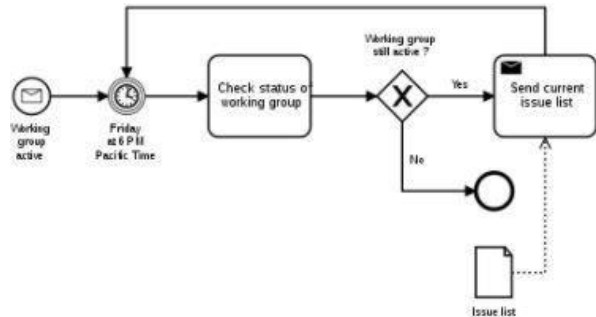 Working group
still active ?
Check status of
working group
Yes
Send current
issue list
Working
group
active
Friday
at 6 PM
Pacific Time
No
Issue list